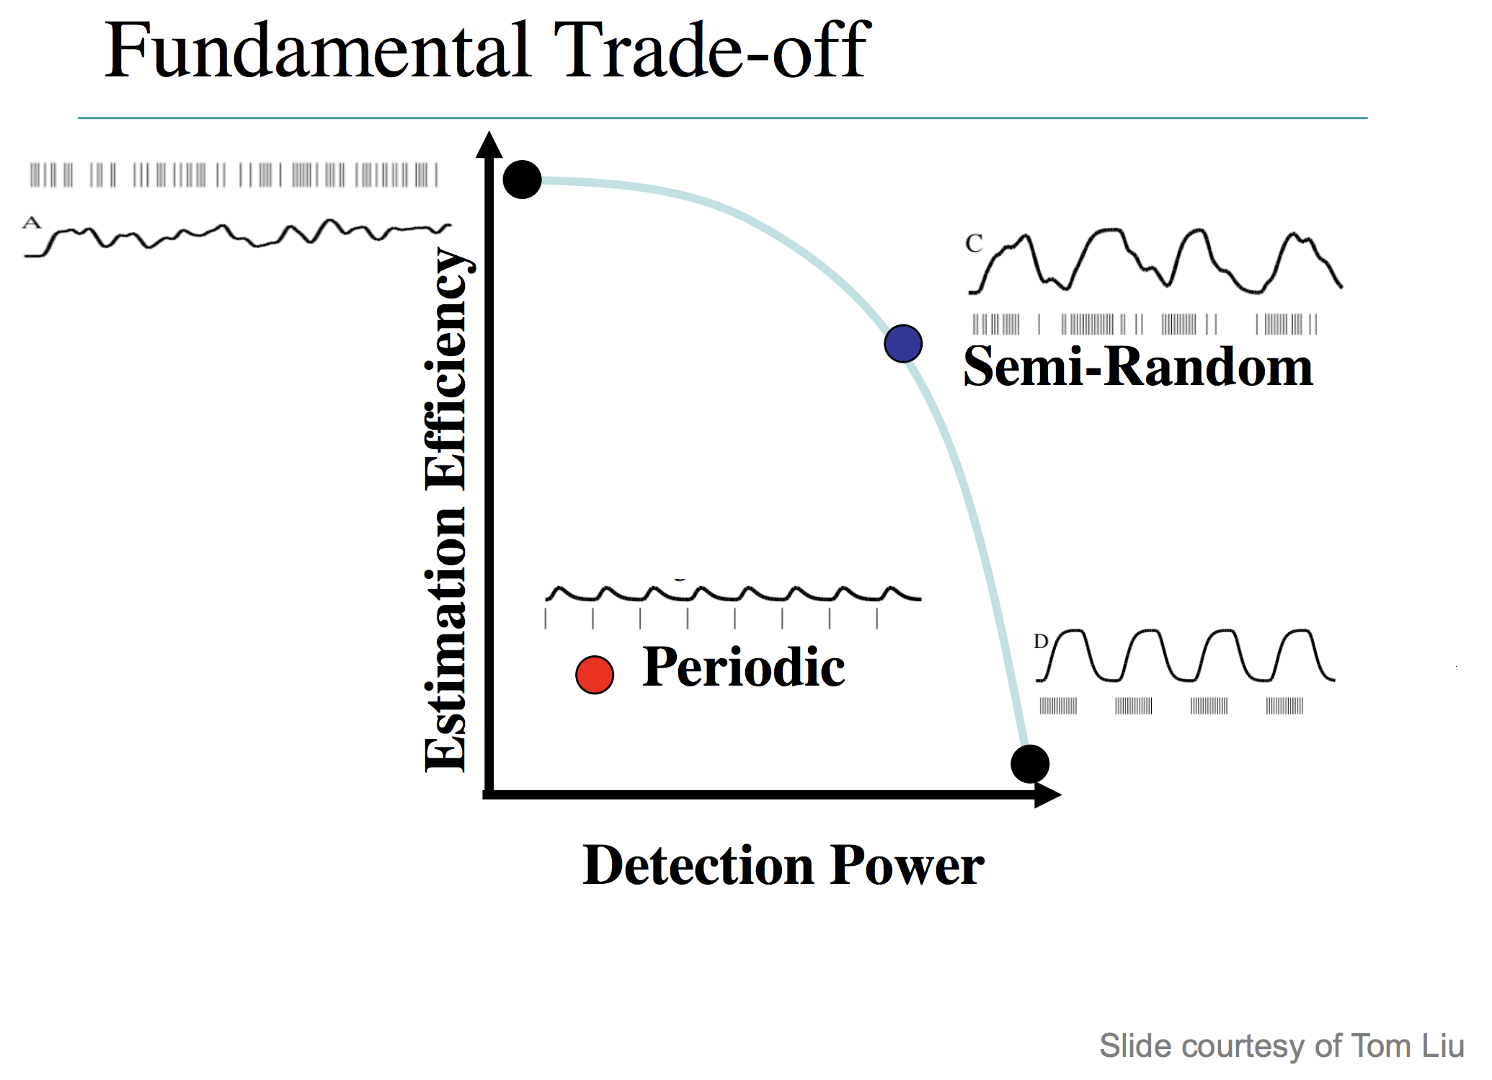 Fundamental Trade-off
A
Estimation Efficiency
C
Semi-Random
Periodic
D
Detection Power
Slide courtesy of Tom Liu